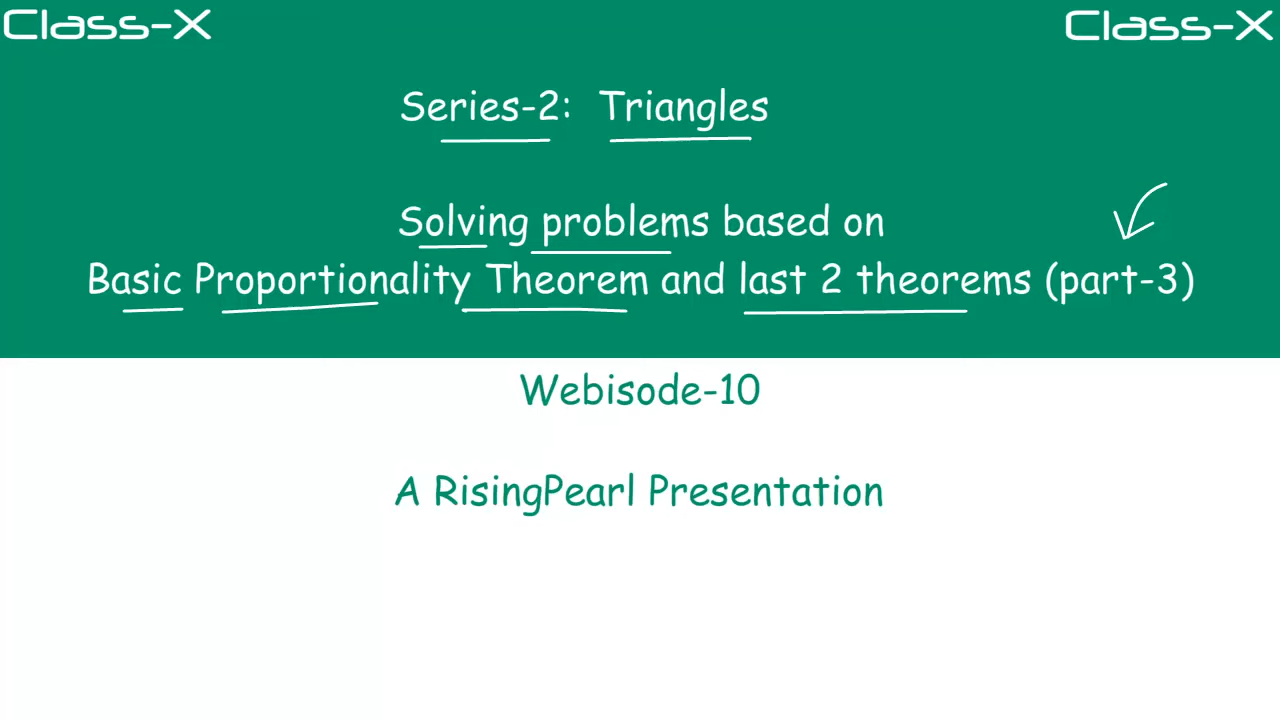 Class-X Class-X
Series-2: Triangles
Solving problems based on
Basic Proportionality Theorem and last 2 theorems (part-3)
Webisode-10
A RisingPearl Presentation